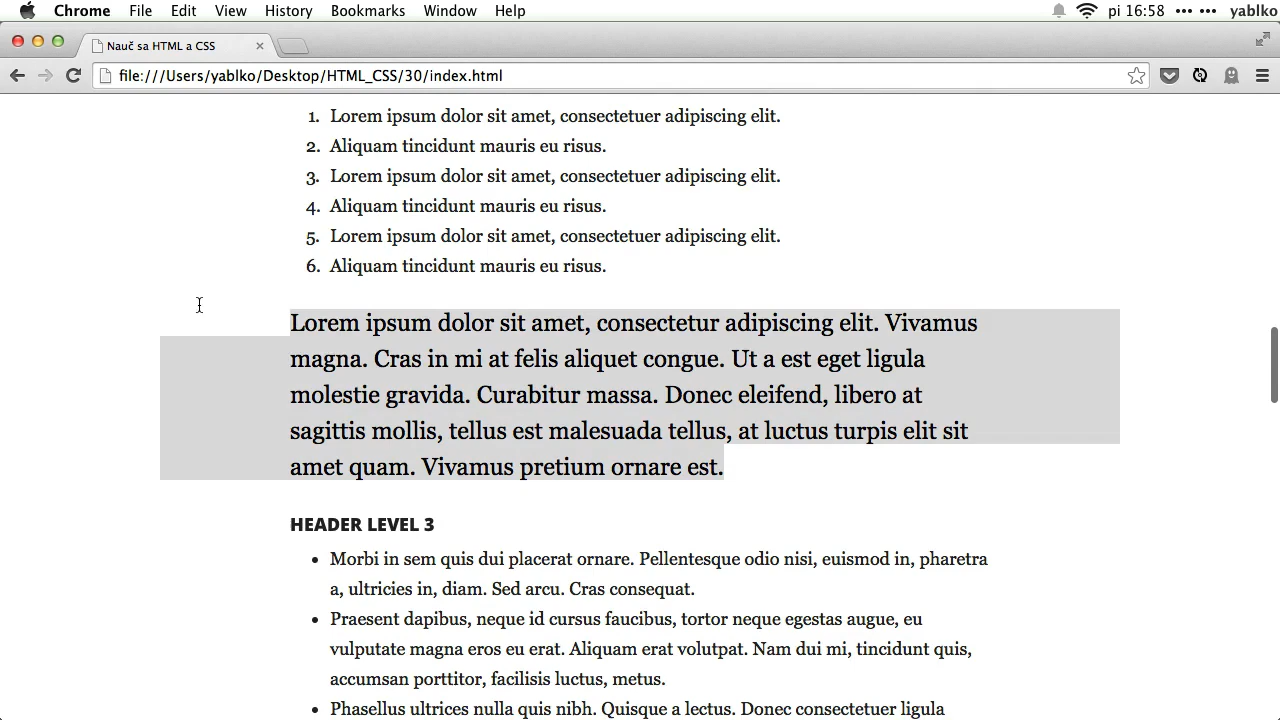 Chrome File Edit View History Bookmarks Window Help pi 16:58 yablko
Nauč sa HTML a CSS
file:///Users/yablko/Desktop/HTML_CSS/30/index.html
1. Lorem ipsum dolor sit amet, consectetuer adipiscing elit.
2. Aliquam tincidunt mauris eu risus.
3. Lorem ipsum dolor sit amet, consectetuer adipiscing elit.
4. Aliquam tincidunt mauris eu risus.
5. Lorem ipsum dolor sit amet, consectetuer adipiscing elit.
6. Aliquam tincidunt mauris eu risus.
Lorem ipsum dolor sit amet, consectetur adipiscing elit. Vivamus
magna. Cras in mi at felis aliquet congue. Ut a est eget ligula
molestie gravida. Curabitur massa. Donec eleifend, libero at
sagittis mollis, tellus est malesuada tellus, at luctus turpis elit sit
amet quam. Vivamus pretium ornare est.
HEADER LEVEL 3
• Morbi in sem quis dui placerat ornare. Pellentesque odio nisi, euismod in, pharetra
a, ultricies in, diam. Sed arcu. Cras consequat.
• Praesent dapibus, neque id cursus faucibus, tortor neque egestas augue, eu
vulputate magna eros eu erat. Aliquam erat volutpat. Nam dui mi, tincidunt quis,
accumsan porttitor, facilisis luctus, metus.
• Phasellus ultrices nulla quis nibh. Quisque a lectus. Donec consectetuer ligula